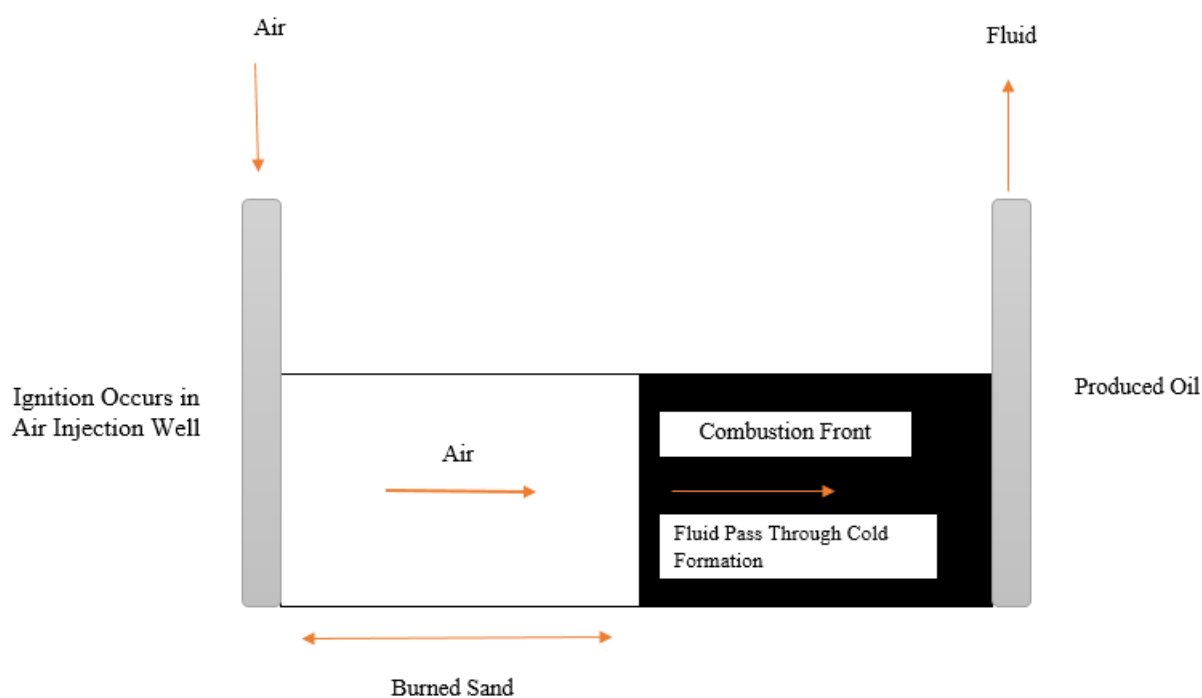 Air
Fluid
Ignition Occurs in
Air Injection Well
Produced Oil
Combustion Front
Air
Fluid Pass Through Cold
Formation
Burned Sand